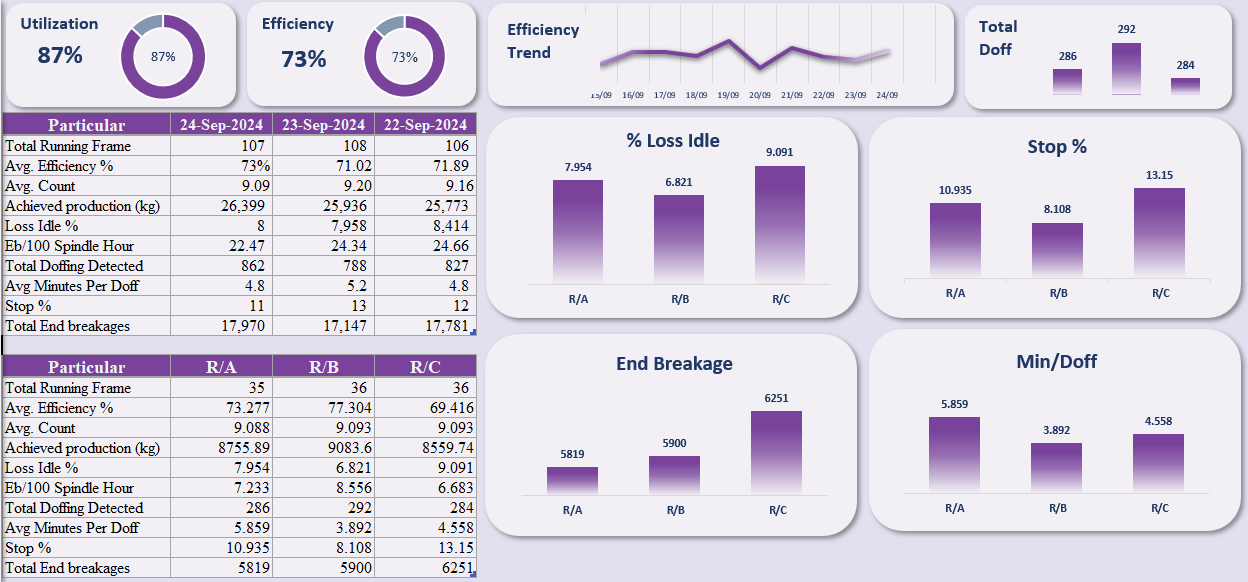 Utilization
87%
87%
Efficiency
73%
73%
Efficiency
Trend
15/09 16/09 17/09 18/09 19/09 20/09 21/09 22/09 23/09 24/09
Total
Doff
286
292
284
Particular 24-Sep-2024 23-Sep-2024 22-Sep-2024
Total Running Frame 107 108 106
Avg. Efficiency % 73% 71.02 71.89
Avg. Count 9.09 9.20 9.16
Achieved production (kg) 26,399 25,936 25,773
Loss Idle % 8 7,958 8,414
Eb/100 Spindle Hour 22.47 24.34 24.66
Total Doffing Detected 862 788 827
Avg Minutes Per Doff 4.8 5.2 4.8
Stop % 11 13 12
Total End breakages 17,970 17,147 17,781
Particular R/A R/B R/C
Total Running Frame 35 36 36
Avg. Efficiency % 73.277 77.304 69.416
Avg. Count 9.088 9.093 9.093
Achieved production (kg) 8755.89 9083.6 8559.74
Loss Idle % 7.954 6.821 9.091
Eb/100 Spindle Hour 7.233 8.556 6.683
Total Doffing Detected 286 292 284
Avg Minutes Per Doff 5.859 3.892 4.558
Stop % 10.935 8.108 13.15
Total End breakages 5819 5900 6251
% Loss Idle
7.954 6.821 9.091
R/A R/B R/C
Stop %
10.935 8.108 13.15
R/A R/B R/C
End Breakage
5819 5900 6251
R/A R/B R/C
Min/Doff
5.859 3.892 4.558
R/A R/B R/C